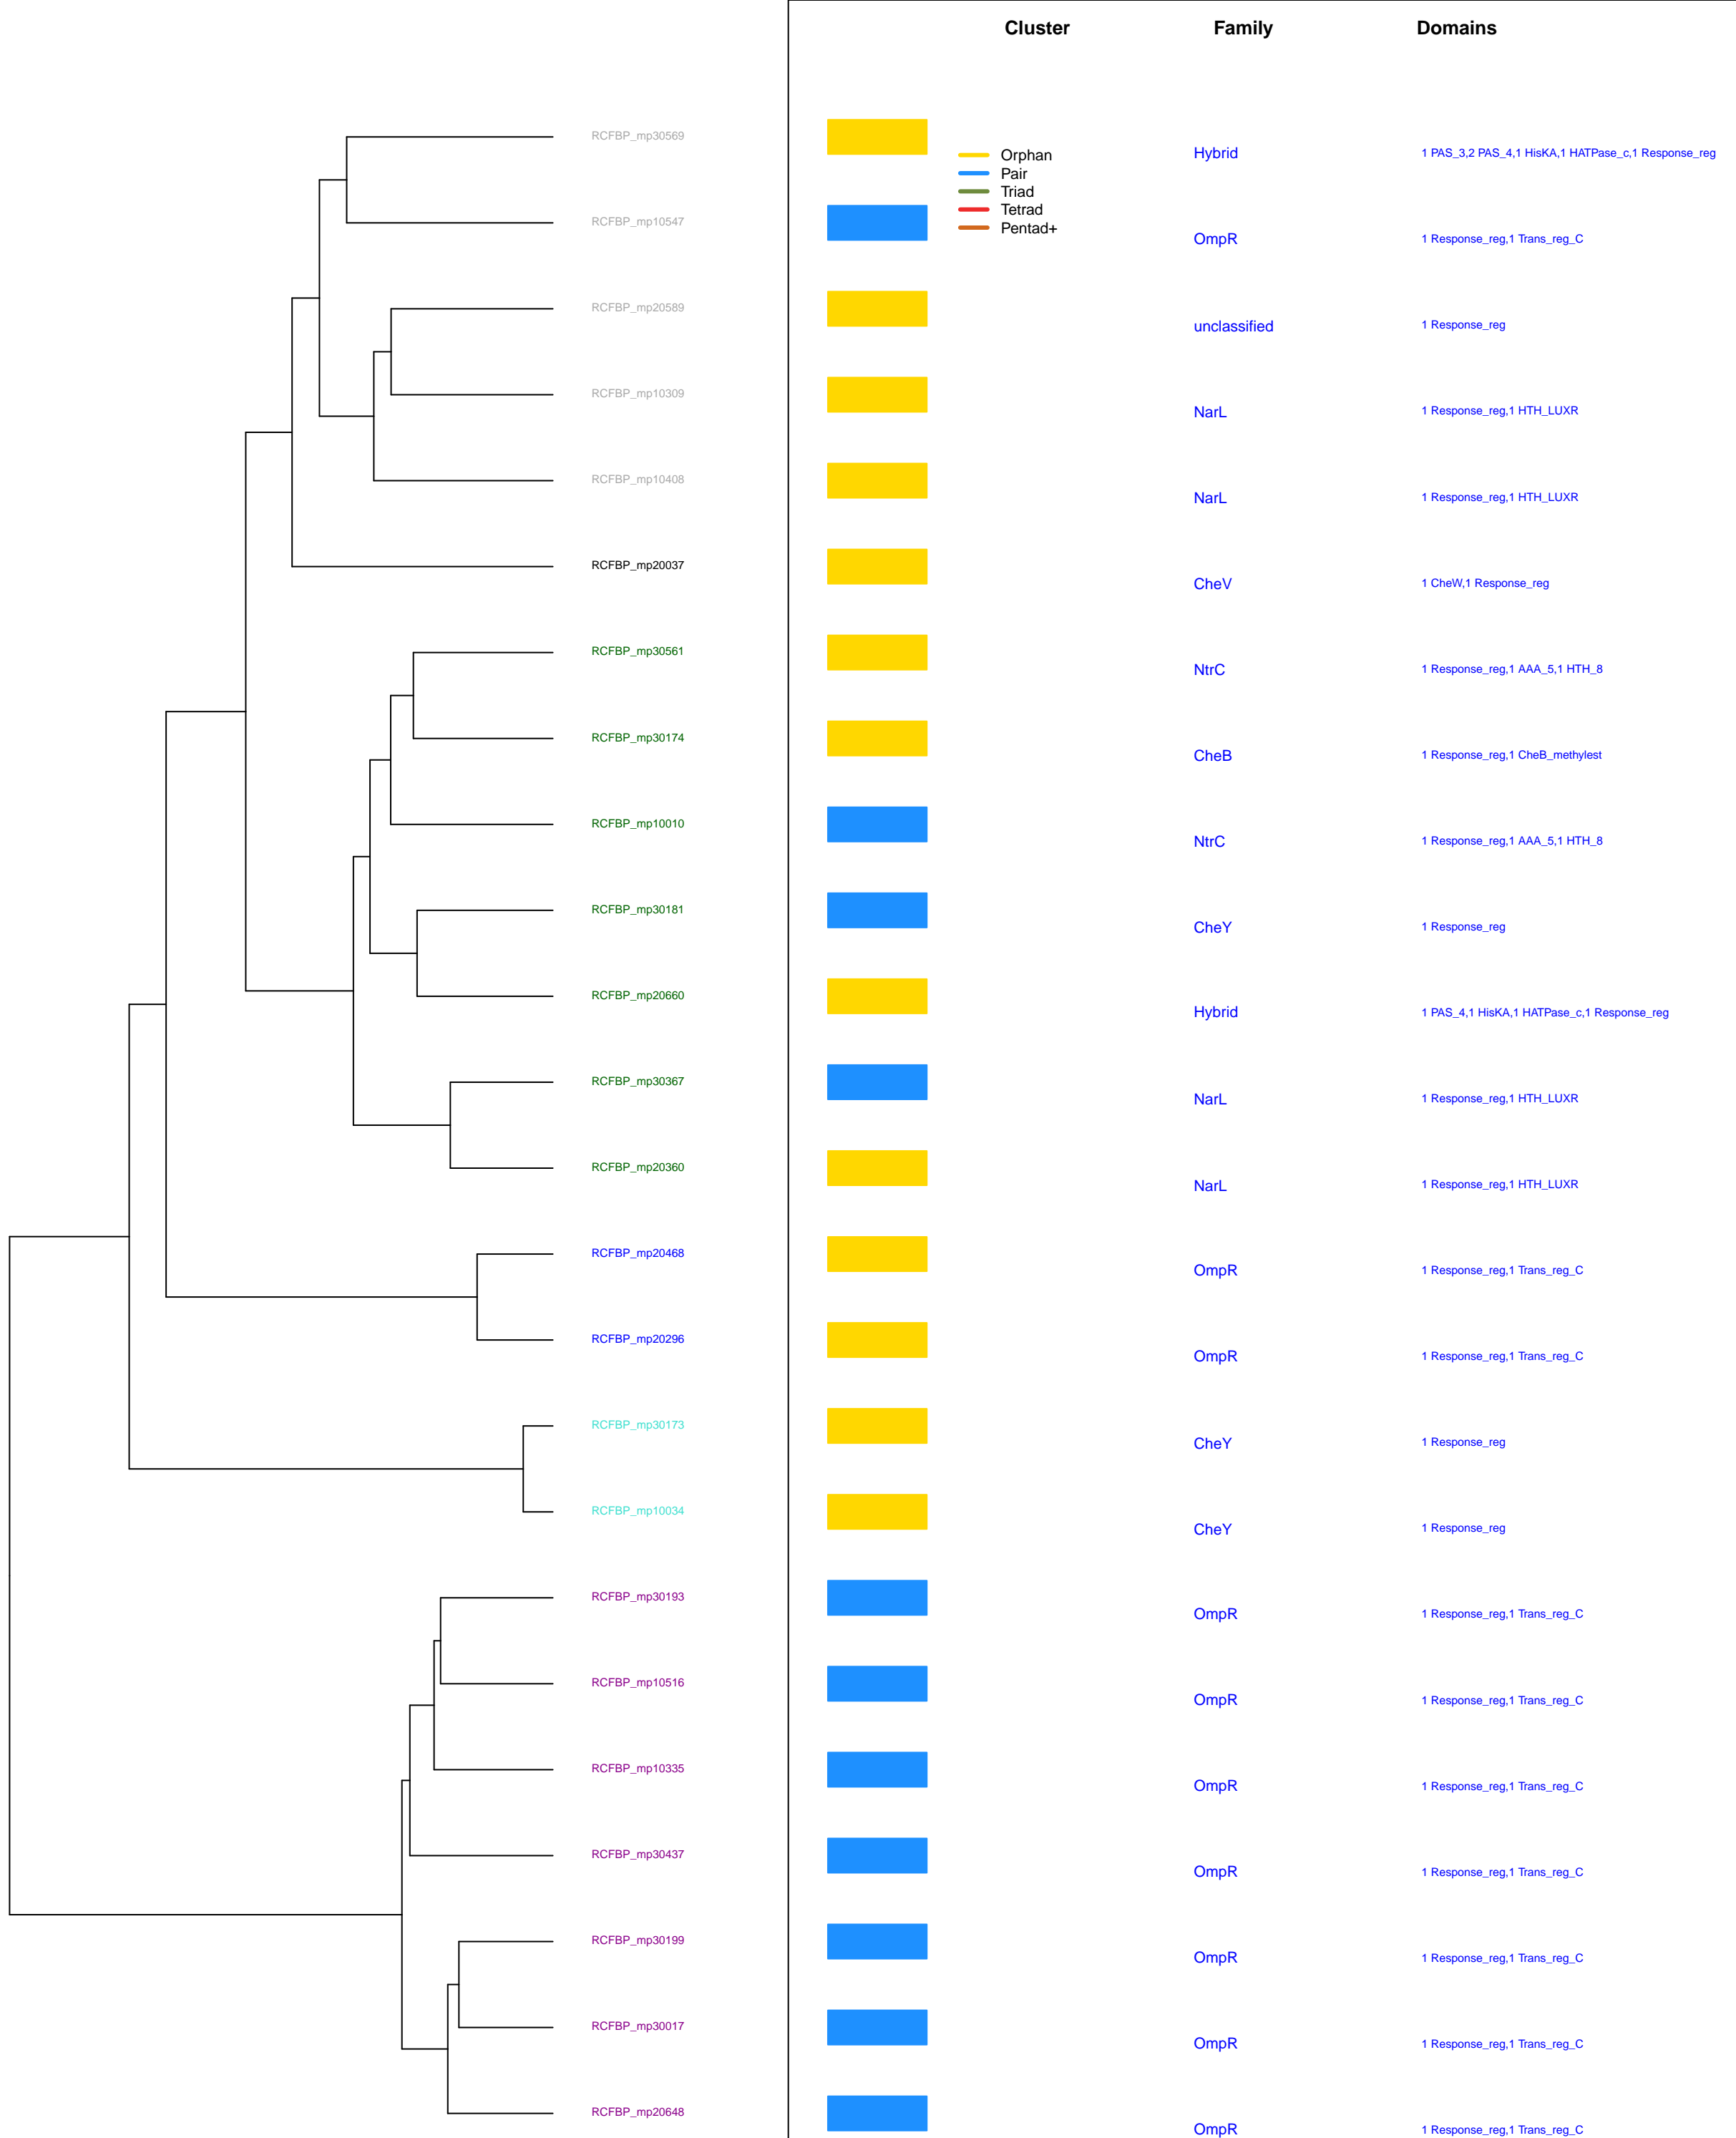 Cluster Family Domains
RCFBP_mp30569 Hybrid 1 PAS_3,2 PAS_4,1 HisKA,1 HATPase_c,1 Response_reg
Orphan
Pair
Triad
Tetrad
Pentad+
RCFBP_mp10547 OmpR 1 Response_reg,1 Trans_reg_C
RCFBP_mp20589 unclassified 1 Response_reg
RCFBP_mp10309 NarL 1 Response_reg,1 HTH_LUXR
RCFBP_mp10408 NarL 1 Response_reg,1 HTH_LUXR
RCFBP_mp20037 CheV 1 CheW,1 Response_reg
RCFBP_mp30561 NtrC 1 Response_reg,1 AAA_5,1 HTH_8
RCFBP_mp30174 CheB 1 Response_reg,1 CheB_methylest
RCFBP_mp10010 NtrC 1 Response_reg,1 AAA_5,1 HTH_8
RCFBP_mp30181 CheY 1 Response_reg
RCFBP_mp20660 Hybrid 1 PAS_4,1 HisKA,1 HATPase_c,1 Response_reg
RCFBP_mp30367 NarL 1 Response_reg,1 HTH_LUXR
RCFBP_mp20360 NarL 1 Response_reg,1 HTH_LUXR
RCFBP_mp20468 OmpR 1 Response_reg,1 Trans_reg_C
RCFBP_mp20296 OmpR 1 Response_reg,1 Trans_reg_C
RCFBP_mp30173 CheY 1 Response_reg
RCFBP_mp10034 CheY 1 Response_reg
RCFBP_mp30193 OmpR 1 Response_reg,1 Trans_reg_C
RCFBP_mp10516 OmpR 1 Response_reg,1 Trans_reg_C
RCFBP_mp10335 OmpR 1 Response_reg,1 Trans_reg_C
RCFBP_mp30437 OmpR 1 Response_reg,1 Trans_reg_C
RCFBP_mp30199 OmpR 1 Response_reg,1 Trans_reg_C
RCFBP_mp30017 OmpR 1 Response_reg,1 Trans_reg_C
RCFBP_mp20648 OmpR 1 Response_reg,1 Trans_reg_C